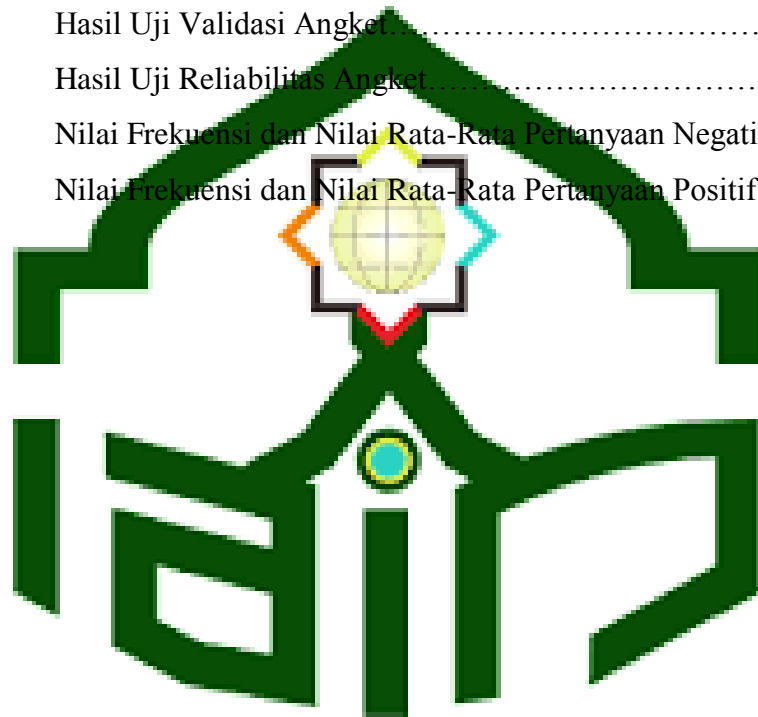 Hasil Uji Validasi Angket…………………………
Hasil Uji Reliabilitas Angket………………………
Nilai Frekuensi dan Nilai Rata-Rata Pertanyaan Negati
Nilai Frekuensi dan Nilai Rata-Rata Pertanyaan Positif
iain